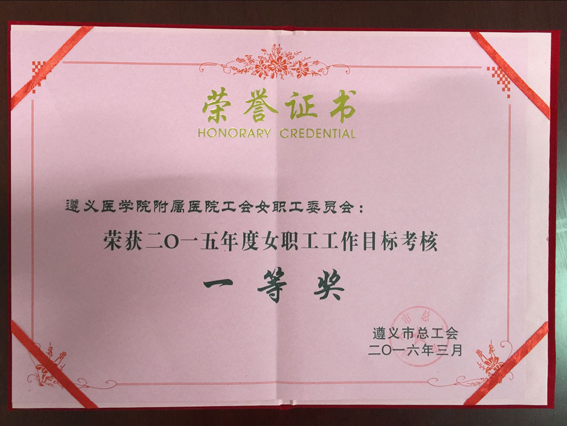 荣誉证书
HONORARY CREDENTIAL
遵义医学院附属医院工会女职工委员会：
荣获二〇一五年度女职工工作目标考核
一等奖
遵义市总工会
二〇一六年三月